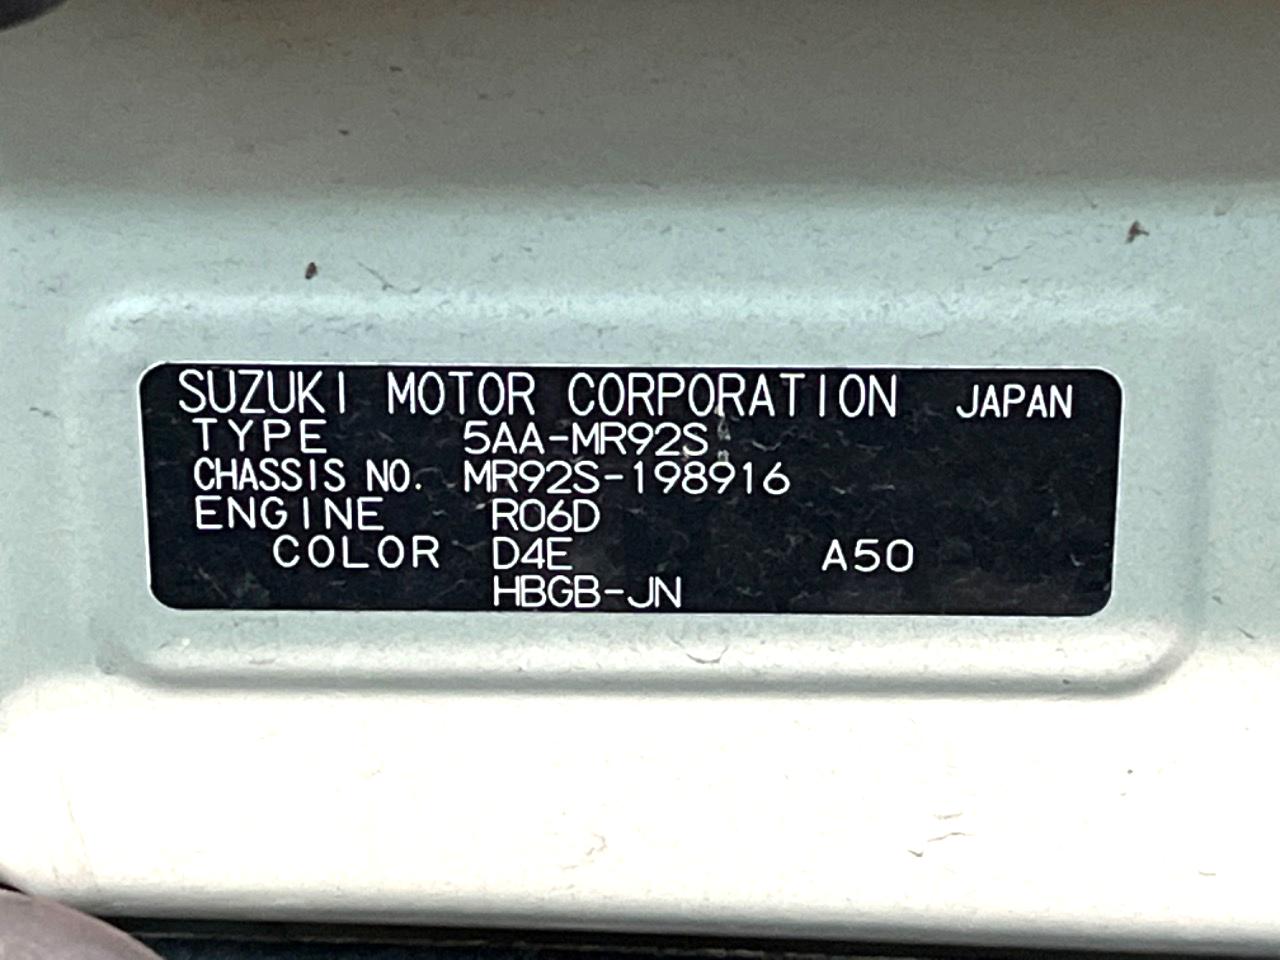 SUZUKI MOTOR CORPORATION JAPAN
TYPE 5AA-MR92S
CHASSIS NO. MR92S-198916
ENGINE R06D
COLOR D4E A50
HBGB-JN